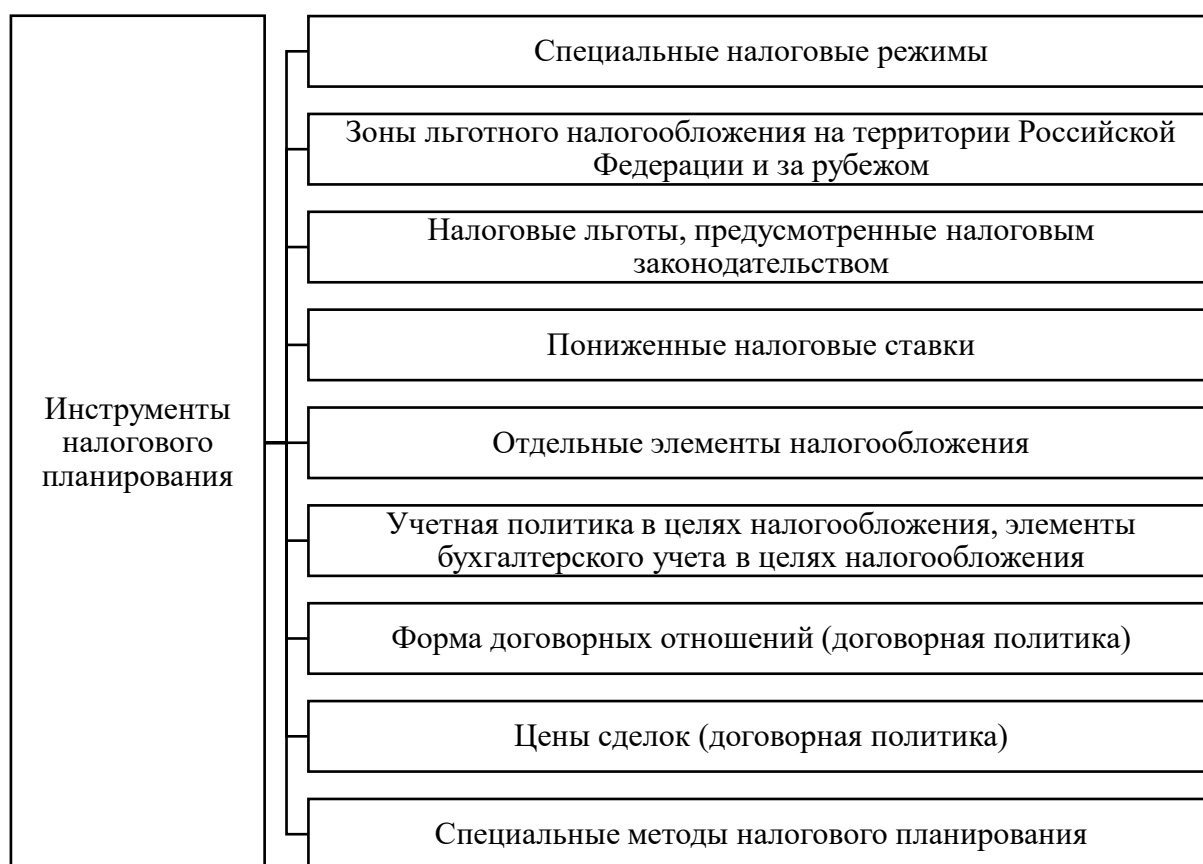 Специальные налоговые режимы
Зоны льготного налогообложения на территории Российской
Федерации и за рубежом
Налоговые льготы, предусмотренные налоговым
законодательством
Пониженные налоговые ставки
Инструменты
налогового
планирования
Отдельные элементы налогообложения
Учетная политика в целях налогообложения, элементы
бухгалтерского учета в целях налогообложения
Форма договорных отношений (договорная политика)
Цены сделок (договорная политика)
Специальные методы налогового планирования